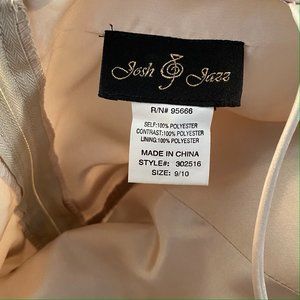 Josh & Jazz
R/N# 95666
SELF:100% POLYESTER
CONTRAST:100% POLYESTER
LINING:100% POLYESTER
MADE IN CHINA
STYLE#: 302516
SIZE: 9/10